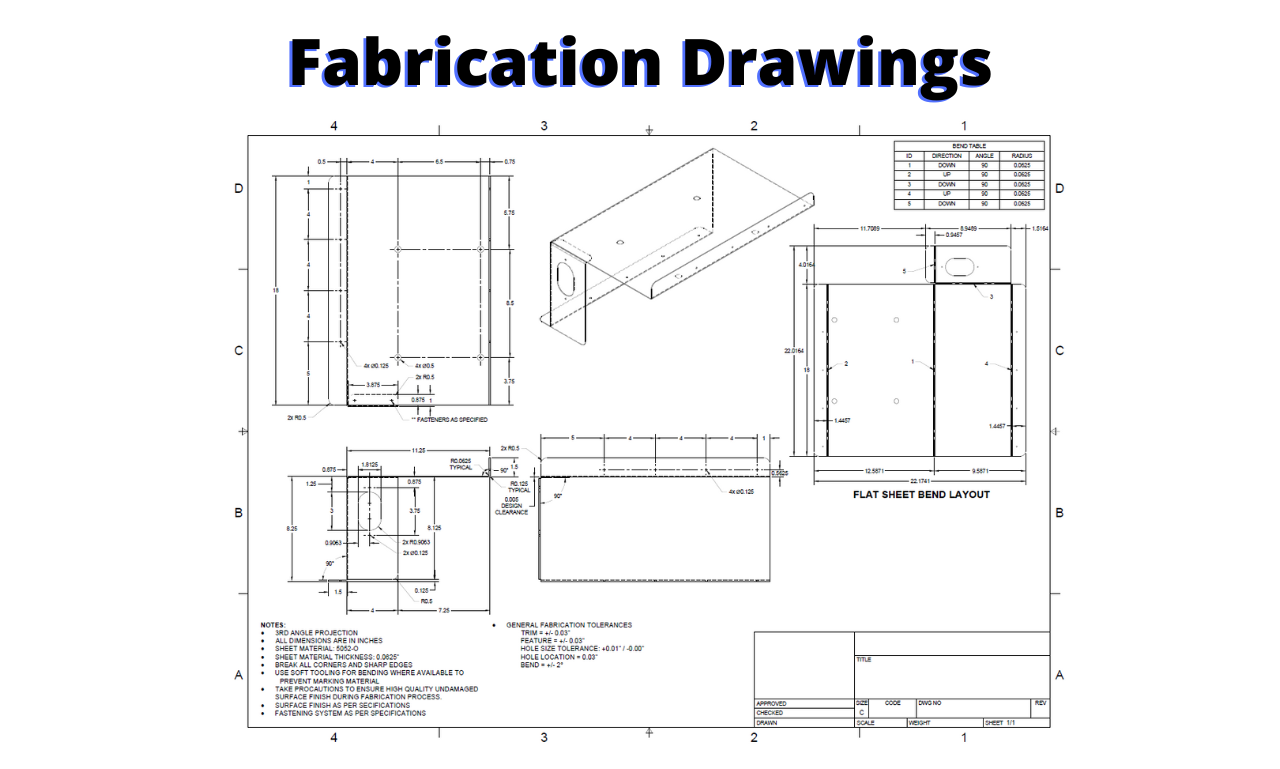 Fabrication Drawings
4 3 2 1
D
C
B
A
D
C
B
A
BEND TABLE
ID DIRECTION ANGLE RADIUS
1 DOWN 90 0.0625
2 UP 90 0.0625
3 DOWN 90 0.0625
4 UP 90 0.0625
5 DOWN 90 0.0625
0.5 4 6.5 0.75
1
4
4
4
5
18
5.75
8.5
3.75
4x Ø0.125
4x Ø0.5
2x R0.5
3.875
0.875 1
2x R0.5
** FASTENERS AS SPECIFIED
11.7089 8.9489 1.5164
0.9457
4.0164
5
3
22.0164
18
2 1 4
1.4457
1.4457
12.5871 9.5871
22.1741
FLAT SHEET BEND LAYOUT
11.25
1.8125
0.875
1.25
0.875
3
3.75
8.25
8.125
0.9063
2x R0.9063
2x Ø0.125
90°
1.5
0.125
R0.5
4 7.25
R0.0625
TYPICAL
90°
1.5
R0.125
TYPICAL
0.005
DESIGN
CLEARANCE
2x R0.5
5 4 4 4 1
0.5625
4x Ø0.125
90°
NOTES:
• 3RD ANGLE PROJECTION
• ALL DIMENSIONS ARE IN INCHES
• SHEET MATERIAL: 5052-O
• SHEET MATERIAL THICKNESS: 0.0625"
• BREAK ALL CORNERS AND SHARP EDGES
• USE SOFT TOOLING FOR BENDING WHERE AVAILABLE TO
PREVENT MARKING MATERIAL
• TAKE PRECAUTIONS TO ENSURE HIGH QUALITY UNDAMAGED
SURFACE FINISH DURING FABRICATION PROCESS.
• SURFACE FINISH AS PER SECIFICATIONS
• FASTENING SYSTEM AS PER SPECIFICATIONS
• GENERAL FABRICATION TOLERANCES
TRIM = +/- 0.03"
FEATURE = +/- 0.03"
HOLE SIZE TOLERANCE: +0.01" / -0.00"
HOLE LOCATION = 0.03"
BEND = +/- 2°
TITLE
APPROVED
CHECKED
DRAWN
SIZE CODE DWG NO REV
C
SCALE WEIGHT SHEET 1/1
4 3 2 1